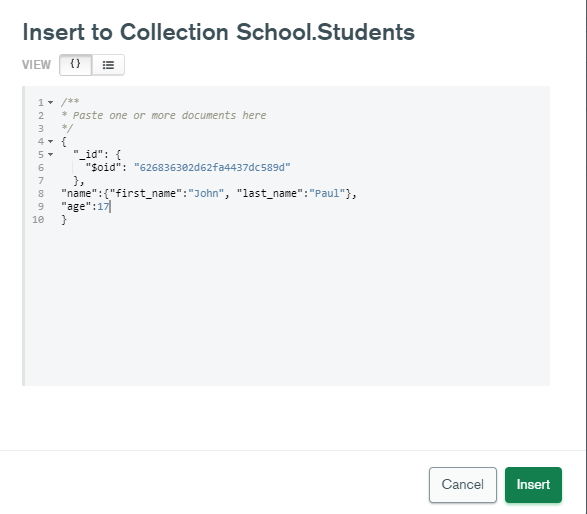 Insert to Collection School.Students
VIEW {}
1 /**
2 * Paste one or more documents here
3 */
4 {
5 "_id": {
6 "$oid": "626836302d62fa4437dc589d"
7 },
8 "name":{"first_name":"John", "last_name":"Paul"},
9 "age":17
10 }
Cancel Insert